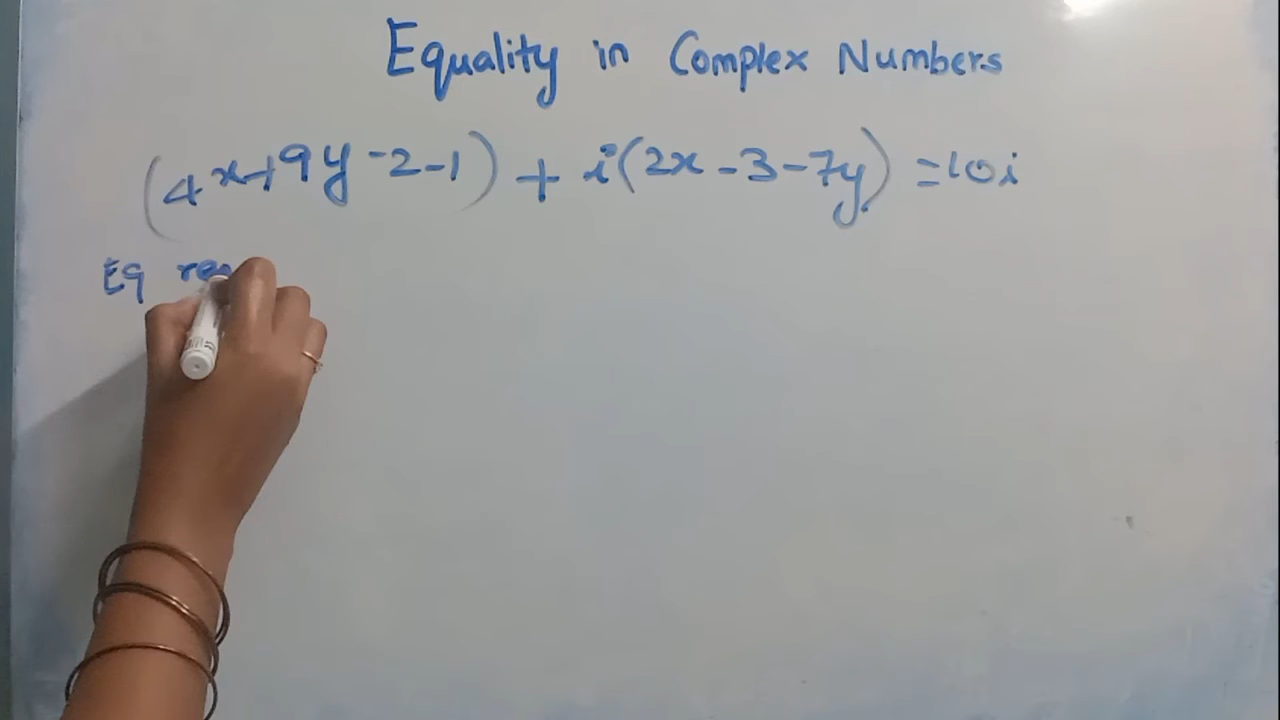 Equality in Complex Numbers
(4x+9y-2-1) + i(2x-3-7y) =10i
Eq